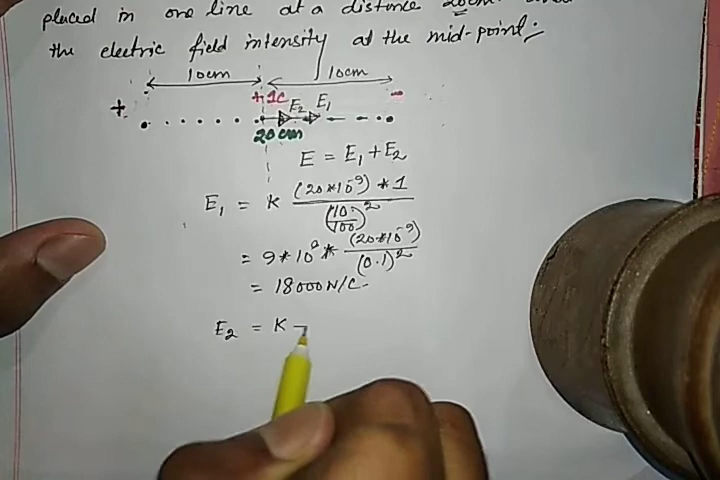 placed in one line at a distance 20cm.
the electric field intensity at the mid-point:-
10cm 10cm
+ +1C E2 E1 -
20cm
E = E1 + E2
E1 = K (20*10^-9) * 1 / (10/100)^2
= 9*10^9 * (20*10^-9) / (0.1)^2
= 18000 N/C
E2 = K